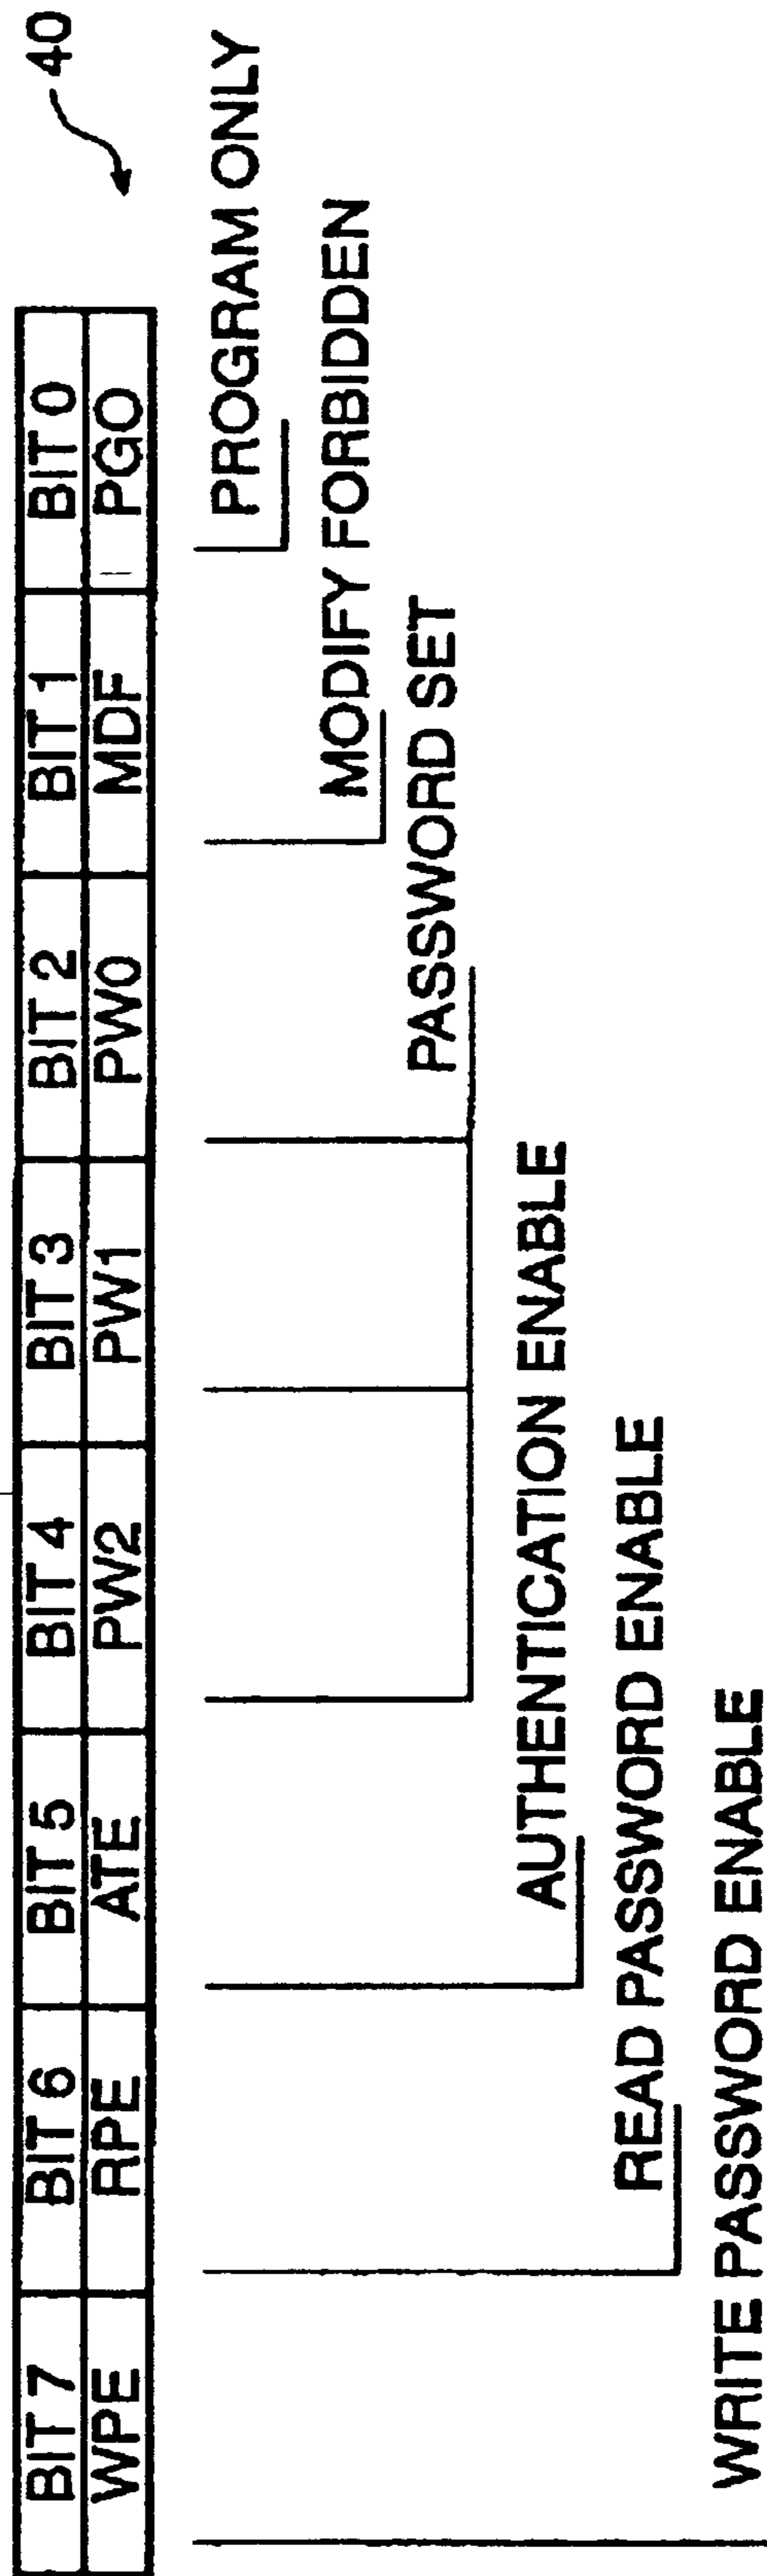 40
BIT 7 BIT 6 BIT 5 BIT 4 BIT 3 BIT 2 BIT 1 BIT 0
WPE RPE ATE PW2 PW1 PW0 MDF PGO
PROGRAM ONLY
MODIFY FORBIDDEN
PASSWORD SET
AUTHENTICATION ENABLE
READ PASSWORD ENABLE
WRITE PASSWORD ENABLE